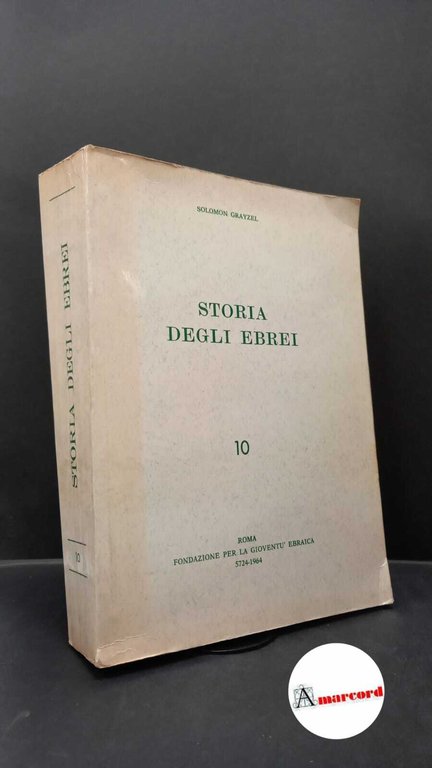 SOLOMON GRAYZEL
STORIA
DEGLI EBREI
10
ROMA
FONDAZIONE PER LA GIOVENTU' EBRAICA
5724-1964
STORIA DEGLI EBREI
10
Amarcord